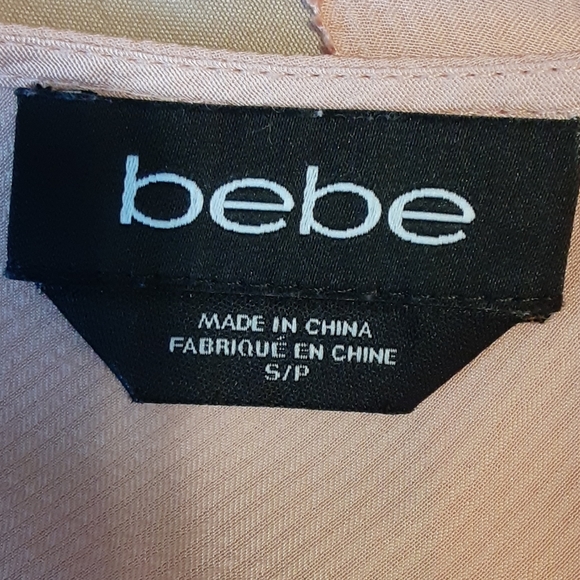 bebe
MADE IN CHINA
FABRIQUÉ EN CHINE
S/P